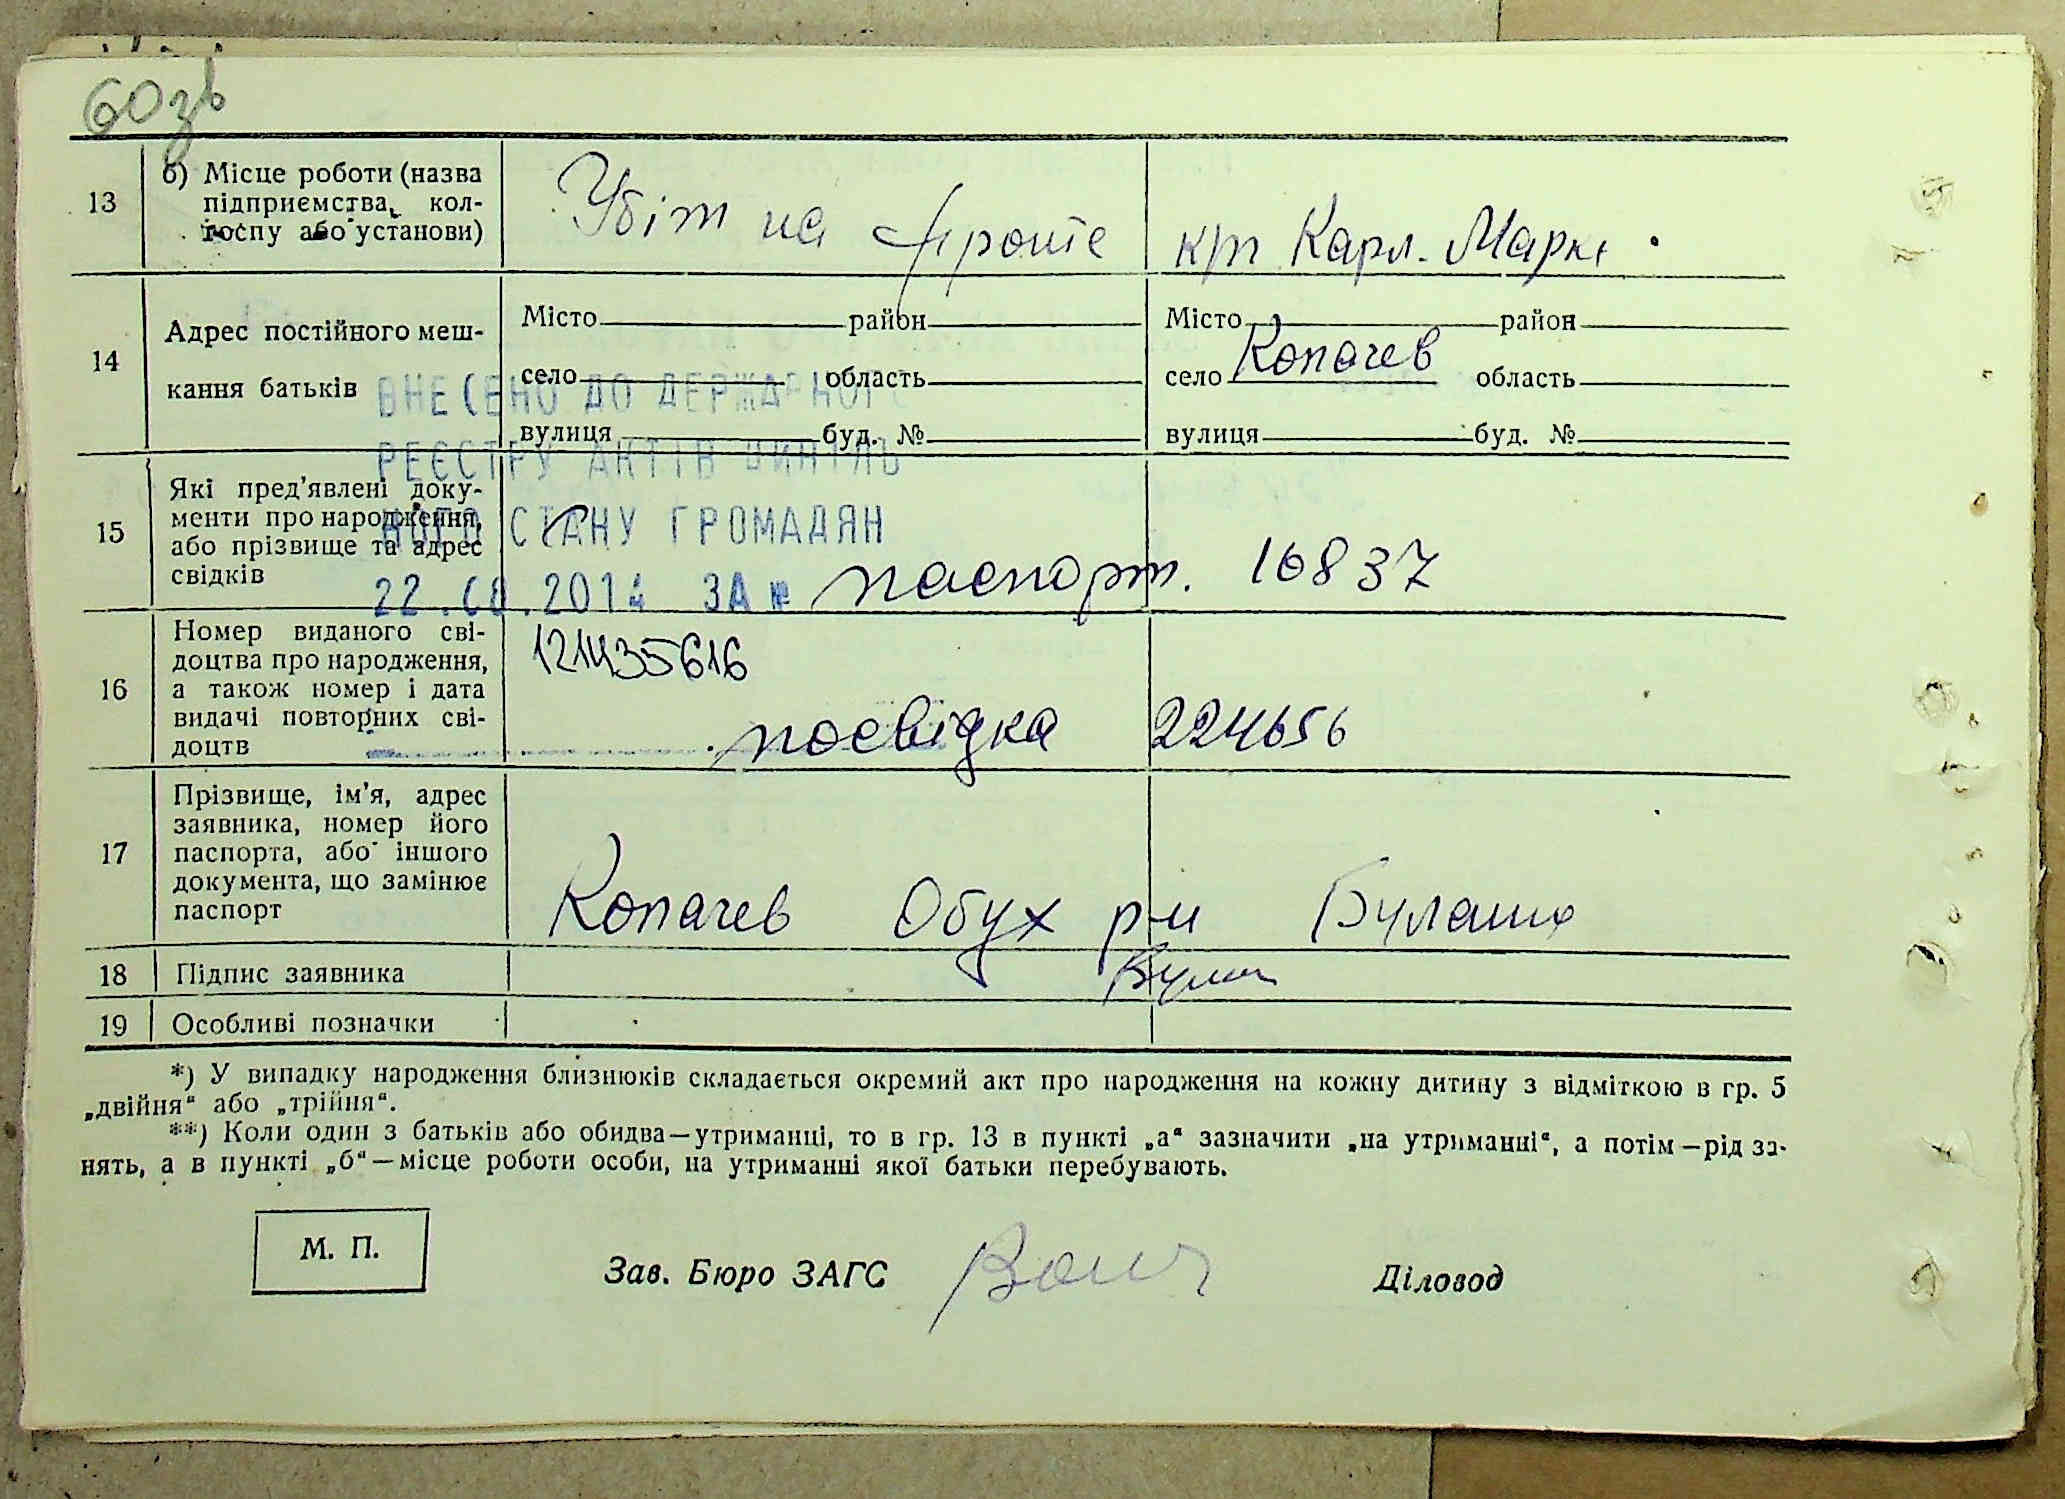 60зв
13 б) Місце роботи (назва Убіт на фронте к/г Карл. Маркс.
підприємства, кол-
госпу або установи)
14 Адрес постійного меш-
кання батьків
Місто район Місто район
село область село Копачев область
вулиця буд. № вулиця буд. №
ВНЕСЕНО ДО ДЕРЖАВНОГО
РЕЄСТРУ АКТІВ ЦИВІЛЬ
НОГО СТАНУ ГРОМАДЯН
22.08.2014 ЗА №
15 Які пред'явлені доку-
менти про народження,
або прізвище та адрес
свідків
паспорт. 16837
16 Номер виданого сві-
доцтва про народження,
а також номер і дата
видачі повторних сві-
доцтв
посвідка 224656
17 Прізвище, ім'я, адрес
заявника, номер його
паспорта, або іншого
документа, що замінює
паспорт
Копачев Обух р-н
18 Підпис заявника
19 Особливі позначки
*) У випадку народження близнюків складається окремий акт про народження на кожну дитину з відміткою в гр. 5
„двійня“ або „трійня“.
**) Коли один з батьків або обидва—утриманці, то в гр. 13 в пункті „а“ зазначити „на утриманні“, а потім—рід за-
нять, а в пункті „б“—місце роботи особи, на утриманні якої батьки перебувають.
М. П.
Зав. Бюро ЗАГС Діловод